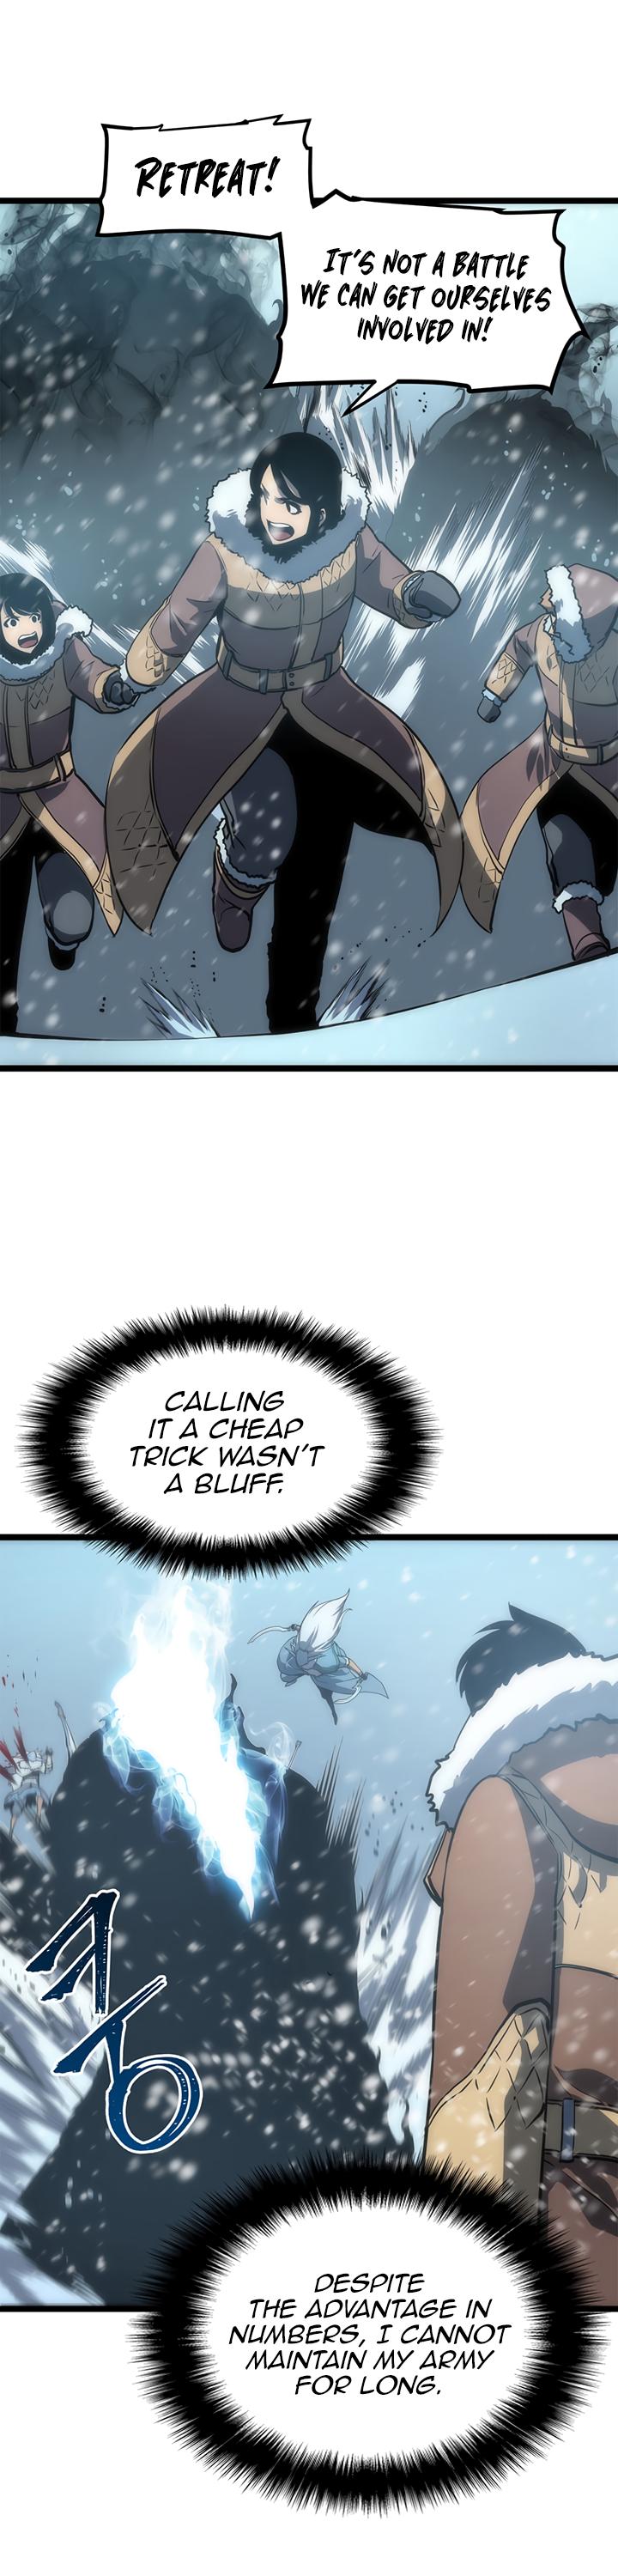 RETREAT!
IT'S NOT A BATTLE
WE CAN GET OURSELVES
INVOLVED IN!
CALLING
IT A CHEAP
TRICK WASN'T
A BLUFF.
쿵
DESPITE
THE ADVANTAGE IN
NUMBERS, I CANNOT
MAINTAIN MY ARMY
FOR LONG.